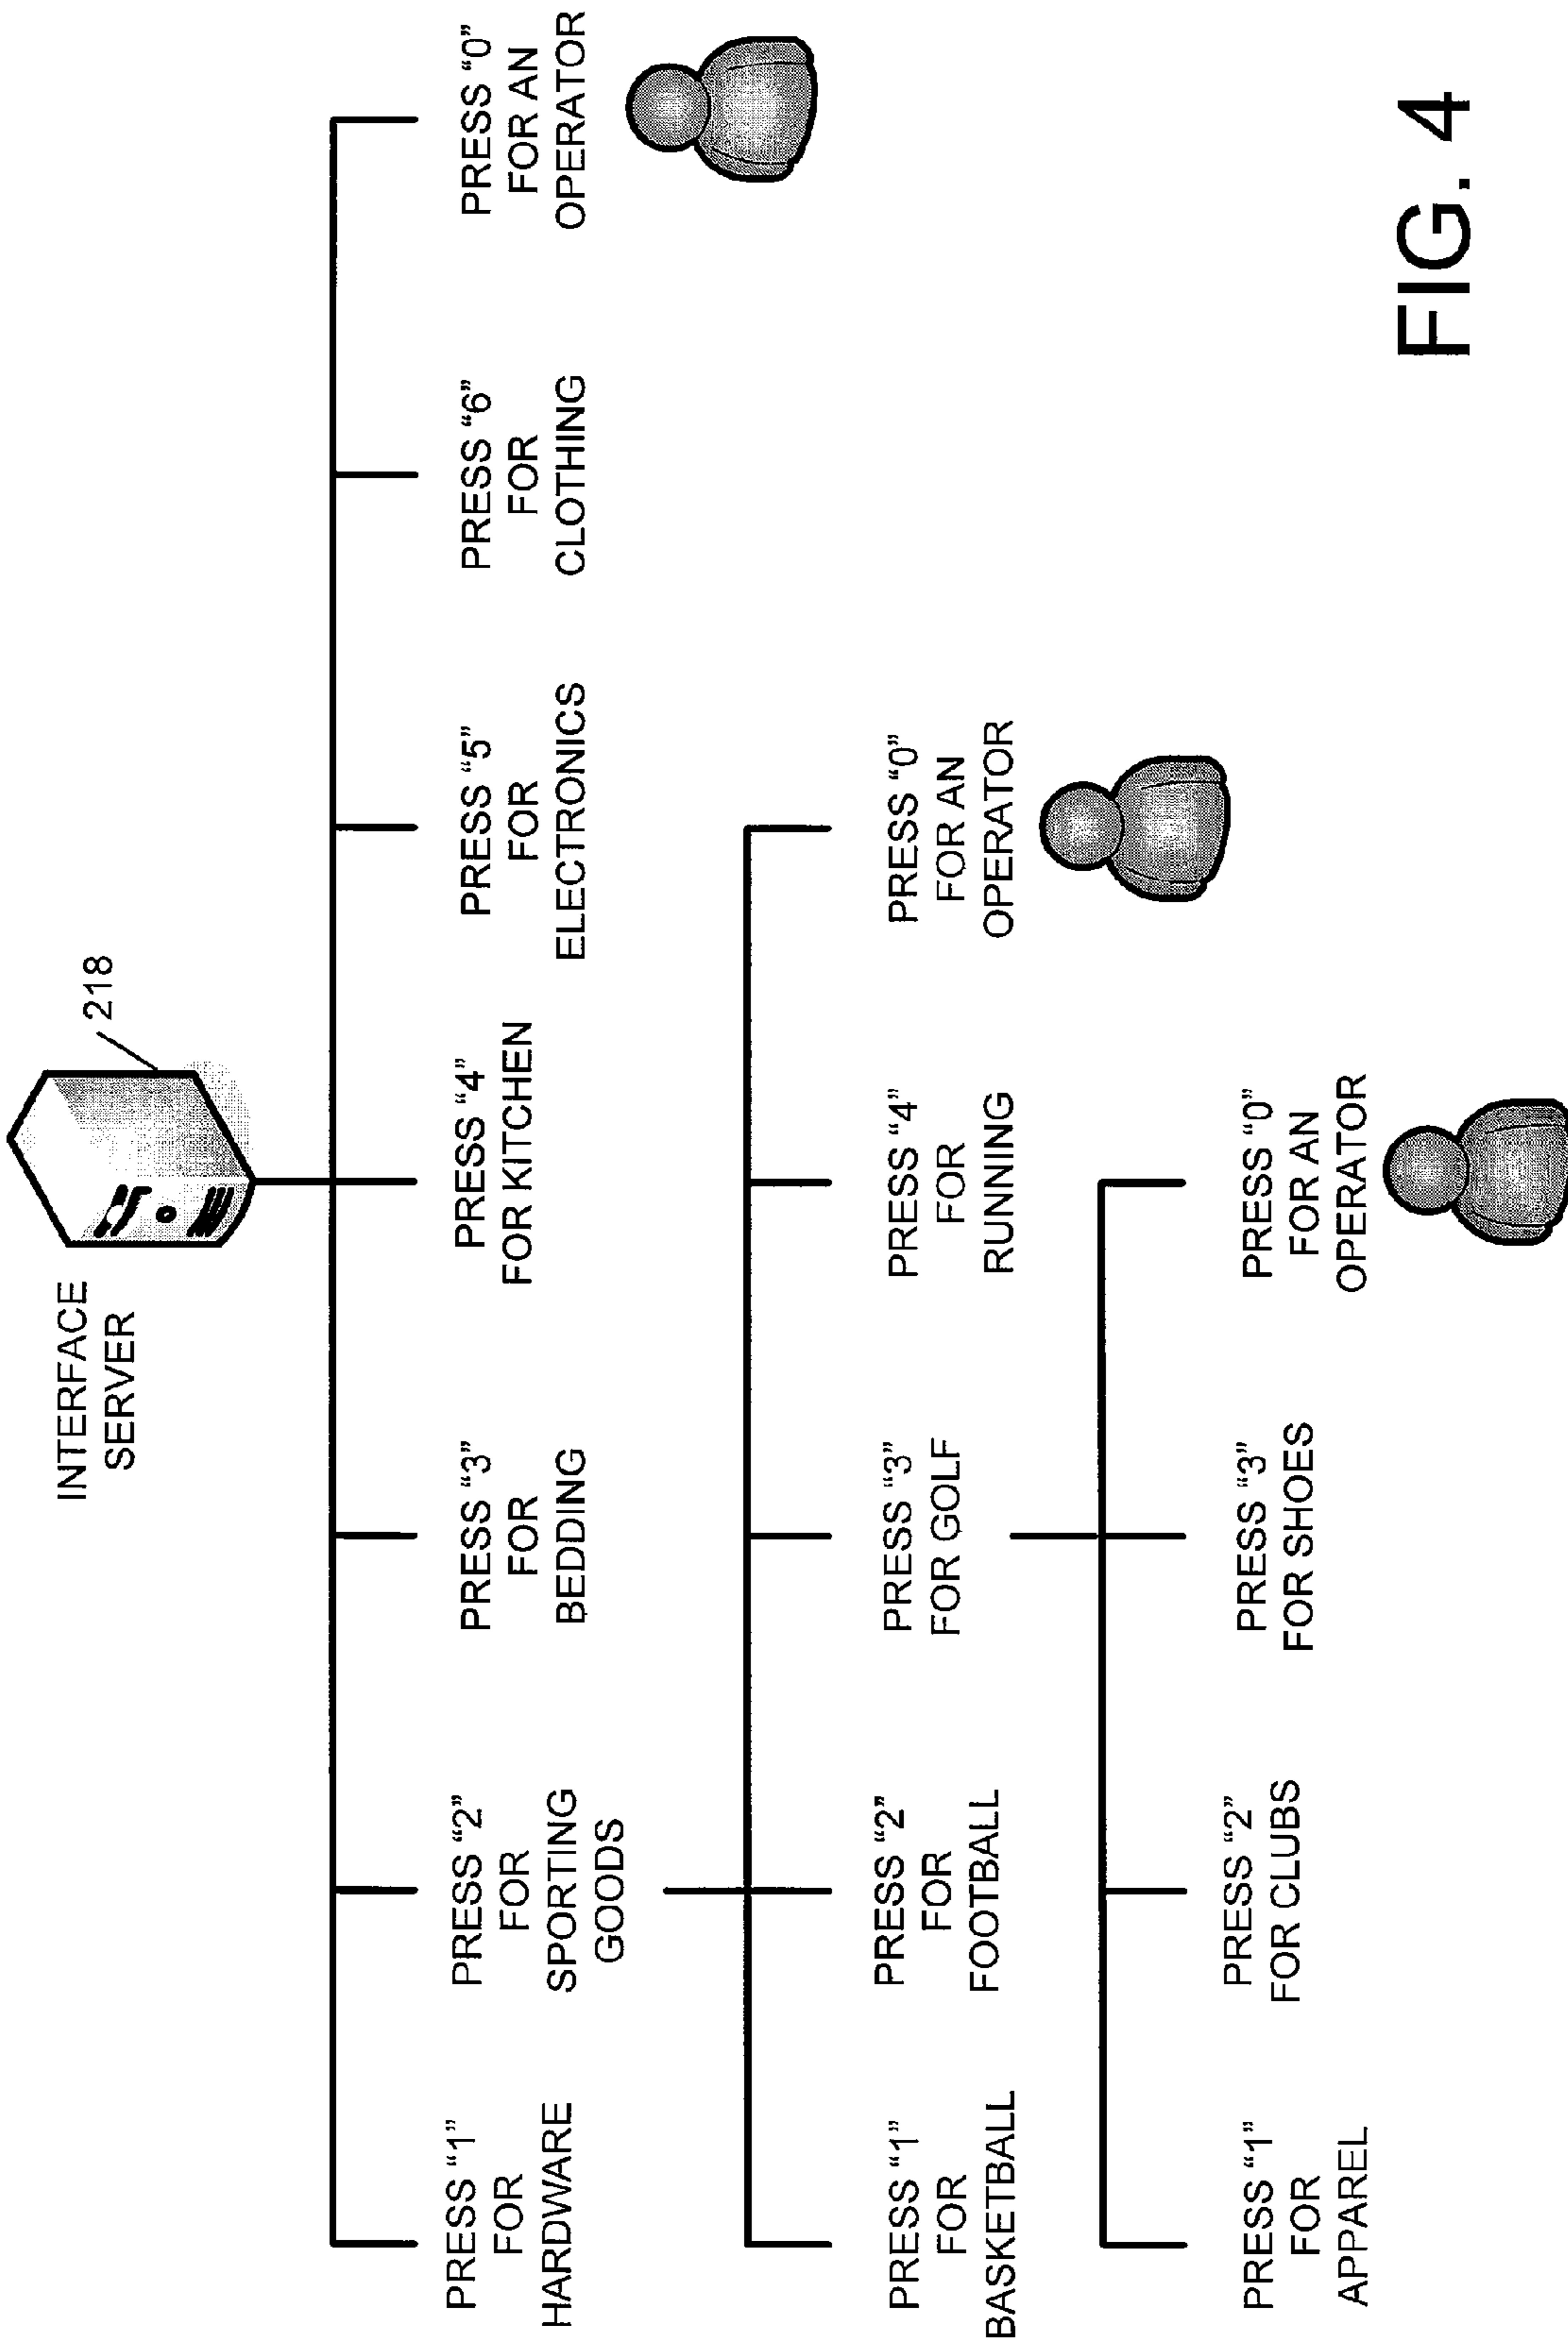 INTERFACE
SERVER
218
PRESS “1”
FOR
HARDWARE
PRESS “2”
FOR
SPORTING
GOODS
PRESS “3”
FOR
BEDDING
PRESS “4”
FOR KITCHEN
PRESS “5”
FOR
ELECTRONICS
PRESS “6”
FOR
CLOTHING
PRESS “0”
FOR AN
OPERATOR
PRESS “1”
FOR
BASKETBALL
PRESS “2”
FOR
FOOTBALL
PRESS “3”
FOR GOLF
PRESS “4”
FOR
RUNNING
PRESS “0”
FOR AN
OPERATOR
PRESS “1”
FOR
APPAREL
PRESS “2”
FOR CLUBS
PRESS “3”
FOR SHOES
PRESS “0”
FOR AN
OPERATOR
FIG. 4